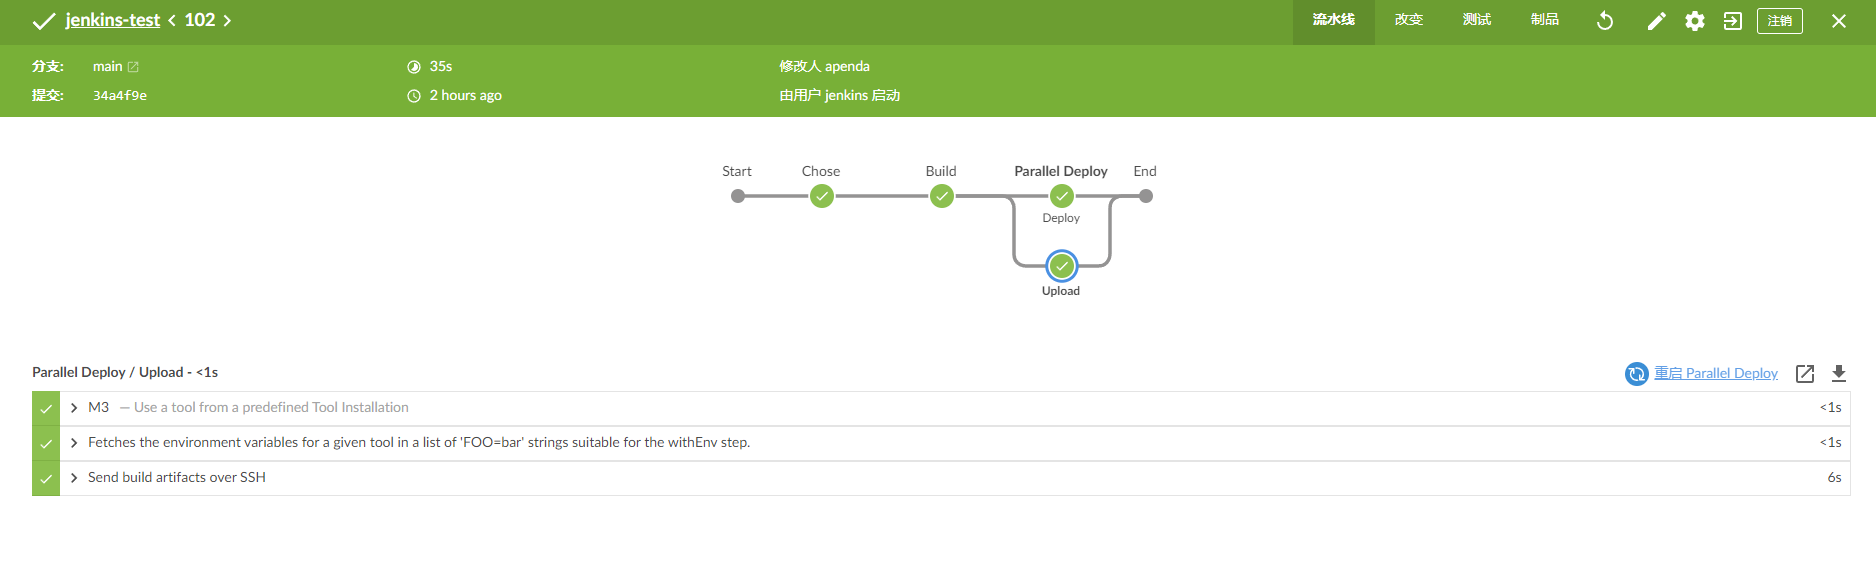 jenkins-test < 102 >
流水线 改变 测试 制品 注销
分支: main 35s 修改人 apenda
提交: 34a4f9e 2 hours ago 由用户 jenkins 启动
Start Chose Build Parallel Deploy End
Deploy
Upload
Parallel Deploy / Upload - <1s 重启 Parallel Deploy
M3 — Use a tool from a predefined Tool Installation <1s
Fetches the environment variables for a given tool in a list of 'FOO=bar' strings suitable for the withEnv step. <1s
Send build artifacts over SSH 6s